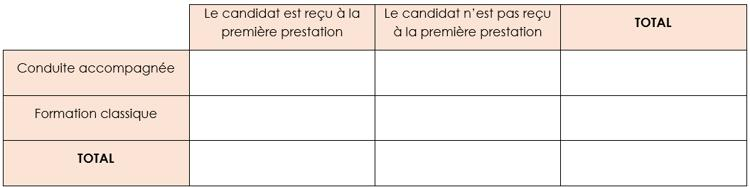 Le candidat est reçu à la
première prestation
Le candidat n'est pas reçu
à la première prestation
TOTAL
Conduite accompagnée
Formation classique
TOTAL